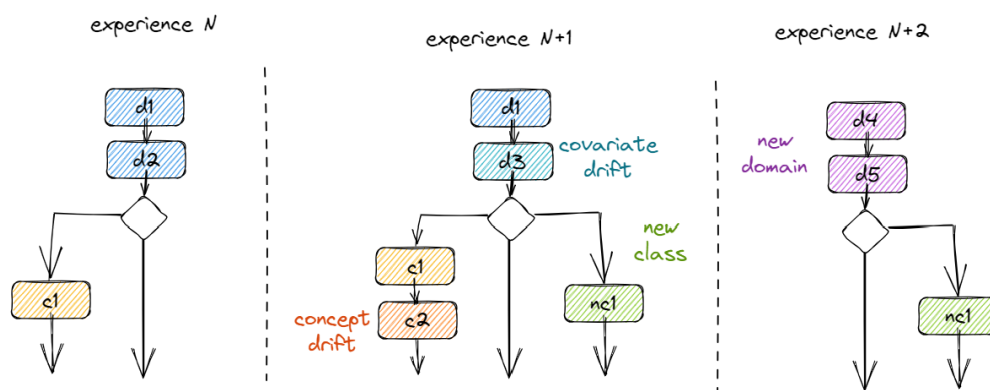 experience N
d1
d2
c1
experience N+1
d1
d3
covariate
drift
c1
c2
concept
drift
new
class
nc1
experience N+2
new
domain
d4
d5
nc1